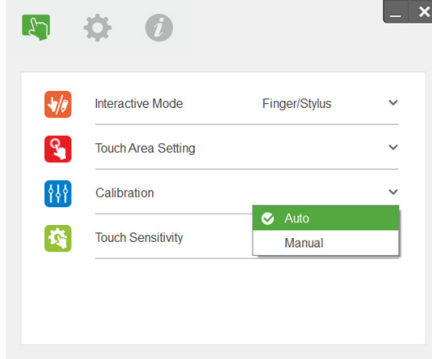 Interactive Mode Finger/Stylus
Touch Area Setting
Calibration
Auto
Touch Sensitivity
Manual